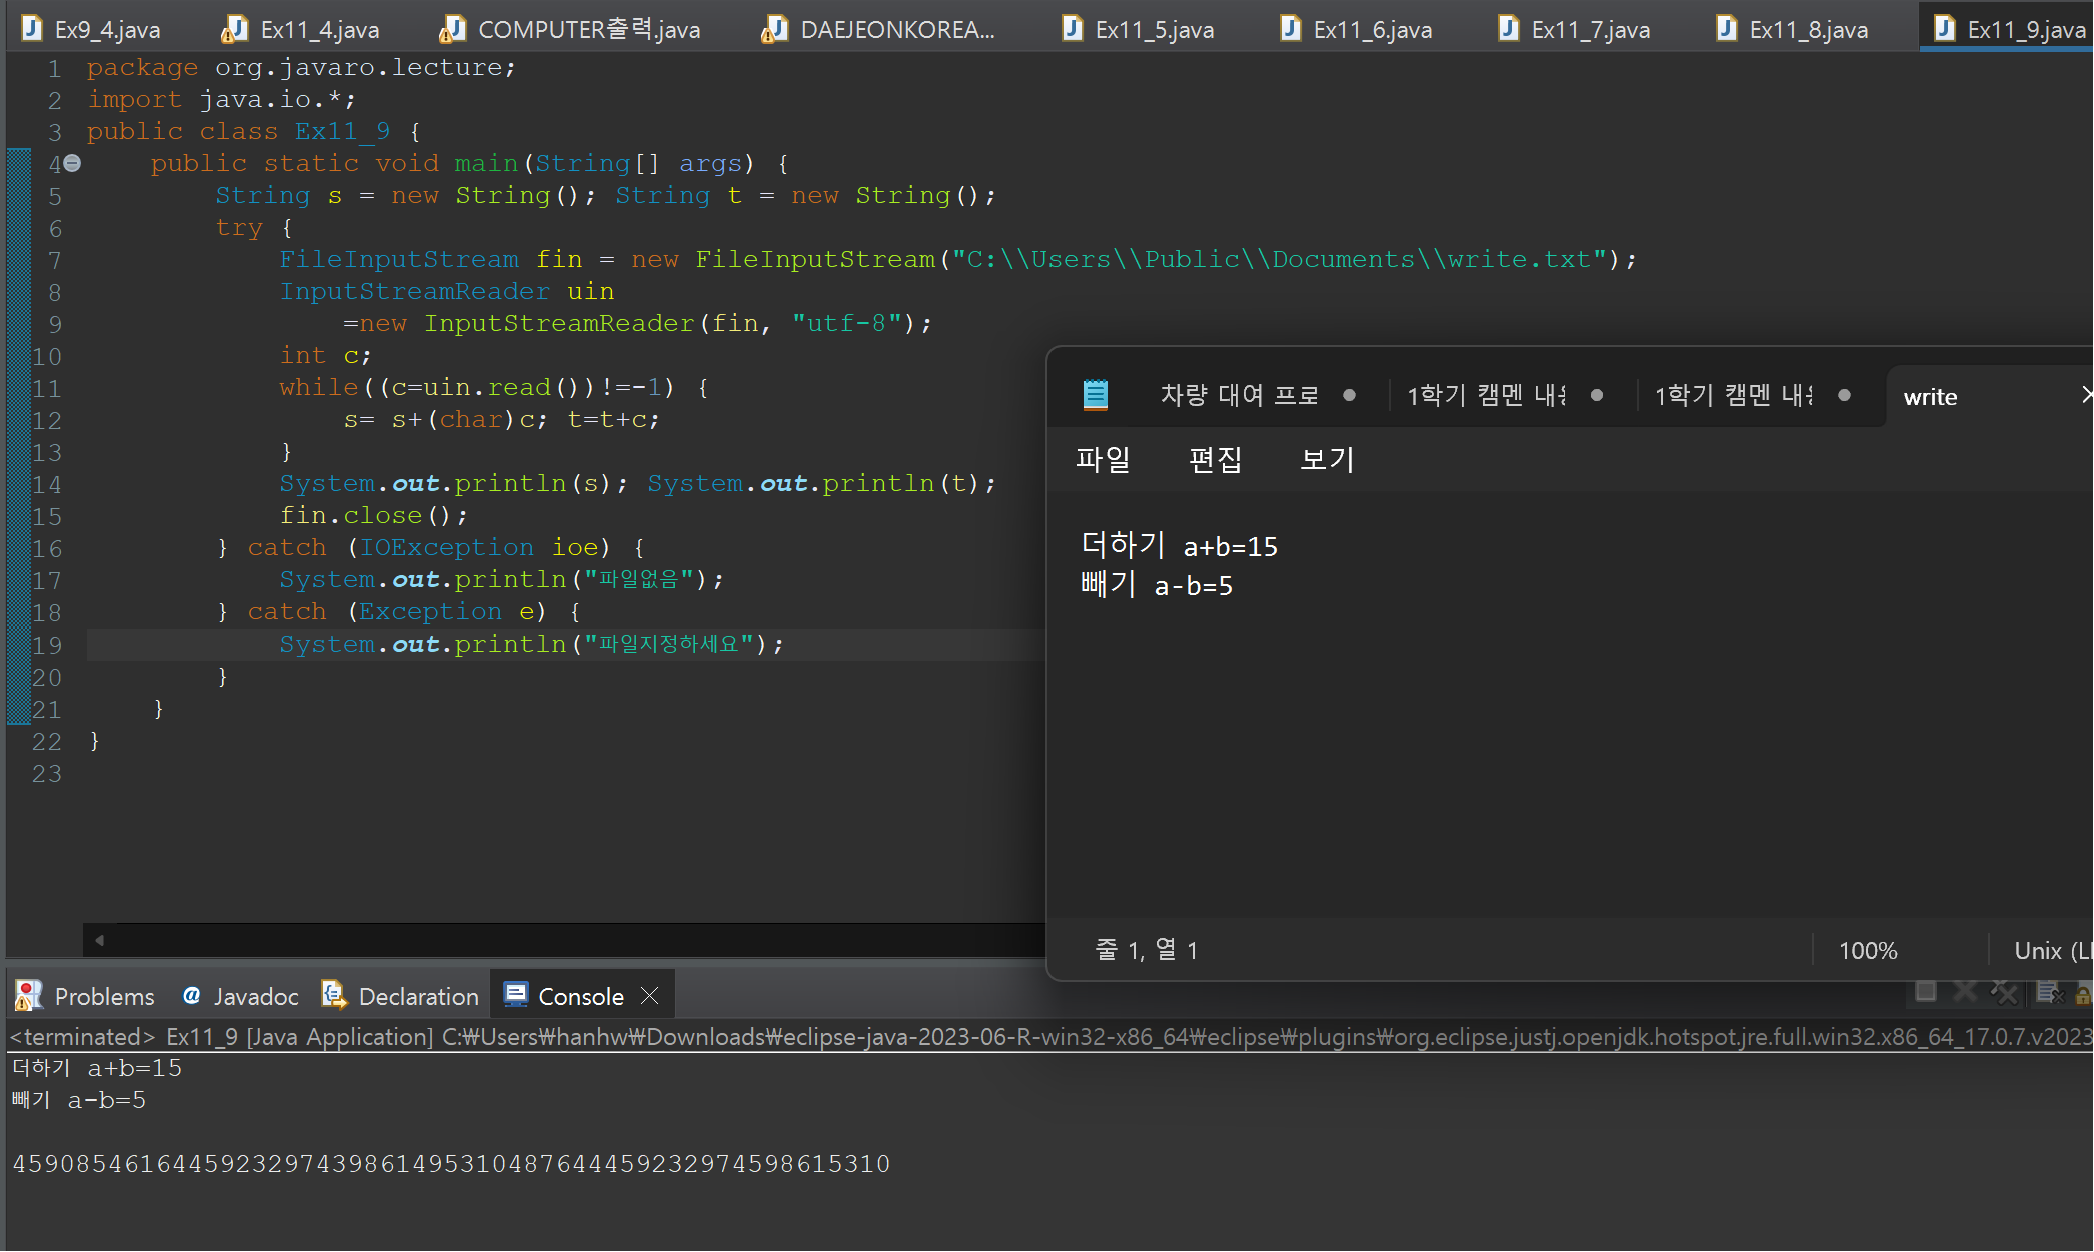 Ex9_4.java Ex11_4.java COMPUTER출력.java DAEJEONKOREA... Ex11_5.java Ex11_6.java Ex11_7.java Ex11_8.java Ex11_9.java
1 package org.javaro.lecture;
2 import java.io.*;
3 public class Ex11_9 {
4 public static void main(String[] args) {
5 String s = new String(); String t = new String();
6 try {
7 FileInputStream fin = new FileInputStream("C:\\Users\\Public\\Documents\\write.txt");
8 InputStreamReader uin
9 =new InputStreamReader(fin, "utf-8");
10 int c;
11 while((c=uin.read())!=-1) {
12 s= s+(char)c; t=t+c;
13 }
14 System.out.println(s); System.out.println(t);
15 fin.close();
16 } catch (IOException ioe) {
17 System.out.println("파일없음");
18 } catch (Exception e) {
19 System.out.println("파일지정하세요");
20 }
21 }
22 }
23
차량 대여 프로 1학기 캠멘 내용 1학기 캠멘 내용 write
파일 편집 보기
더하기 a+b=15
빼기 a-b=5
줄 1, 열 1 100% Unix (LF
Problems Javadoc Declaration Console
<terminated> Ex11_9 [Java Application] C:₩Users₩hanhw₩Downloads₩eclipse-java-2023-06-R-win32-x86_64₩eclipse₩plugins₩org.eclipse.justj.openjdk.hotspot.jre.full.win32.x86_64_17.0.7.v2023
더하기 a+b=15
빼기 a-b=5
459085461644592329743986149531048764445923297459861​5310